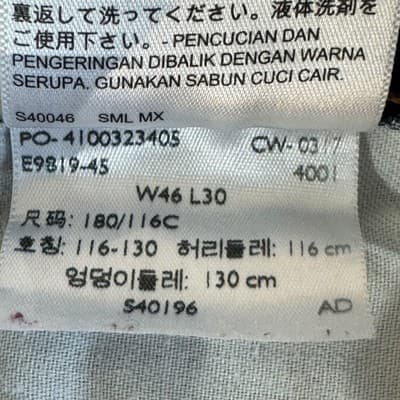 裏返して洗ってください。液体洗剤を
ご使用下さい。- PENCUCIAN DAN
PENGERINGAN DIBALIK DENGAN WARNA
SERUPA. GUNAKAN SABUN CUCI CAIR.
S40046 SML MX
PO- 4100323405 CW- 0317
E9819-45 4001
W46 L30
尺码: 180/116C
호칭: 116-130 허리둘레: 116 cm
엉덩이둘레: 130 cm
S40196 AD